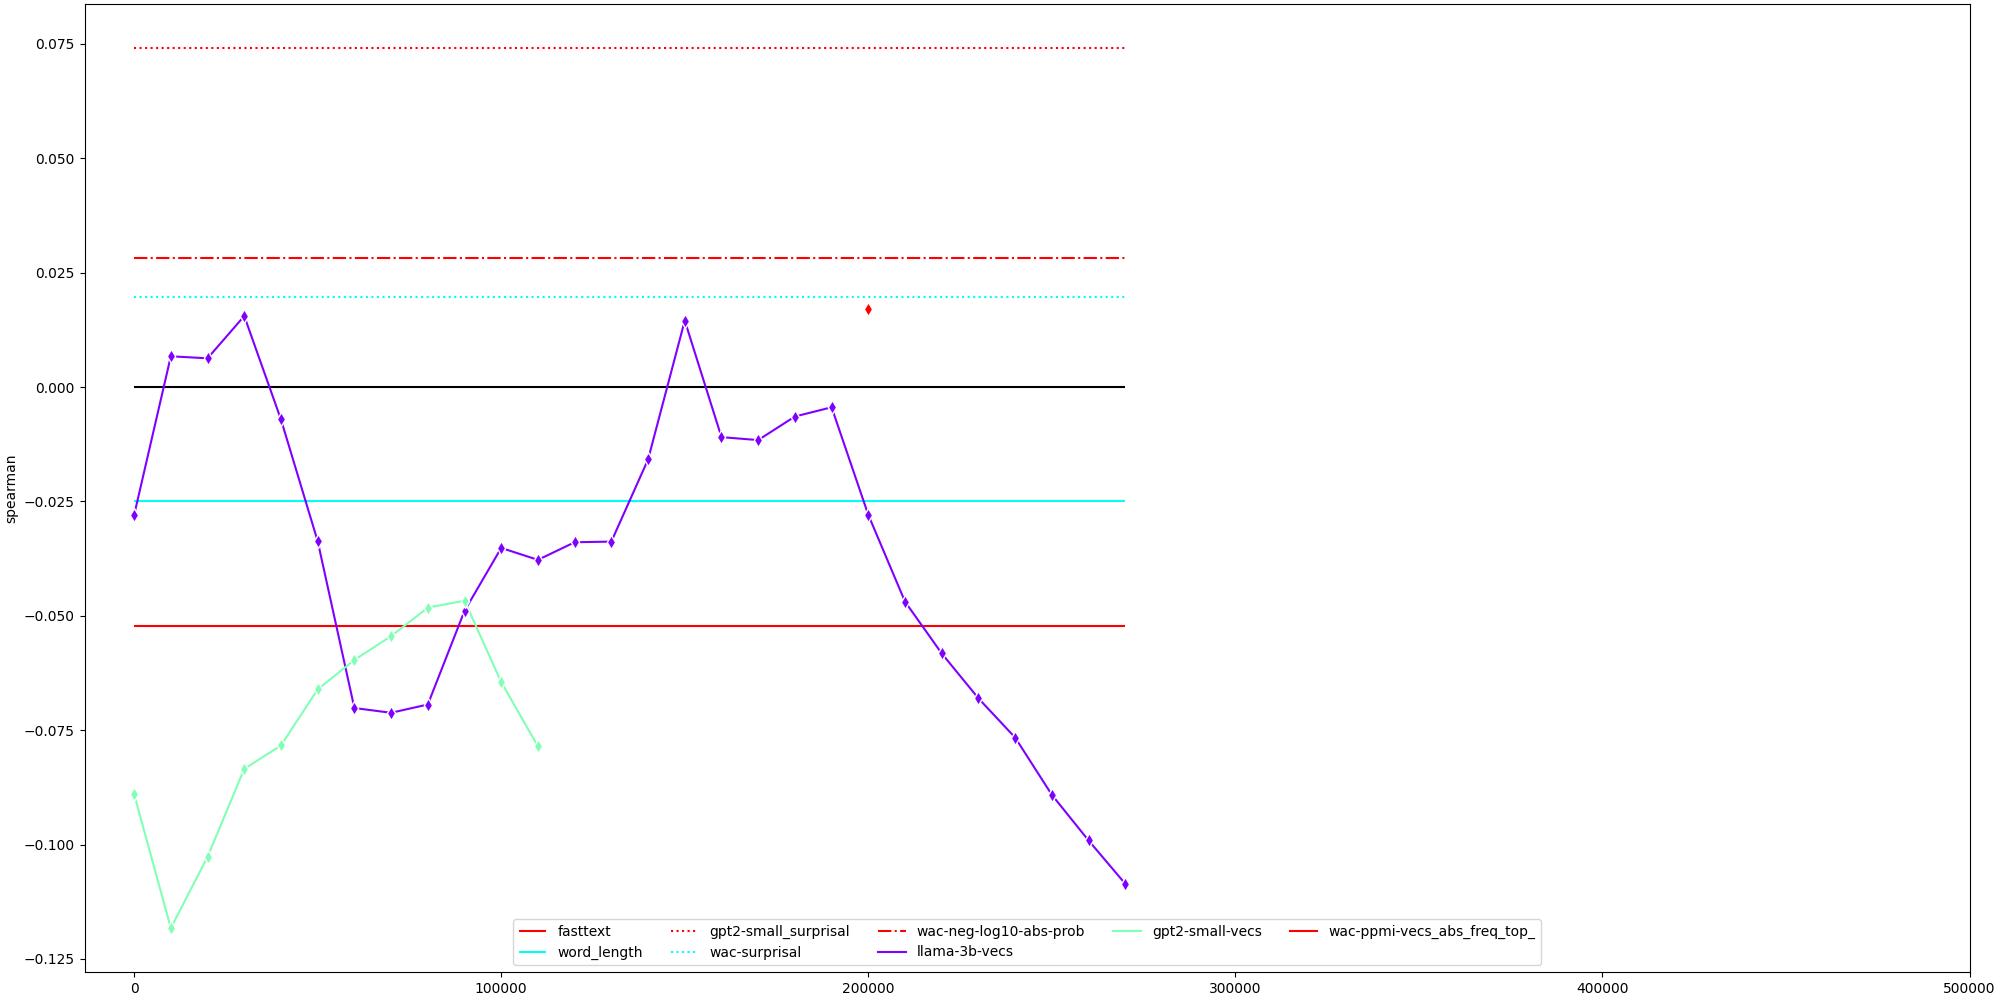 0.075
0.050
0.025
0.000
−0.025
−0.050
−0.075
−0.100
−0.125
spearman
fasttext gpt2-small_surprisal wac-neg-log10-abs-prob gpt2-small-vecs wac-ppmi-vecs_abs_freq_top_
word_length wac-surprisal llama-3b-vecs
0 100000 200000 300000 400000 500000